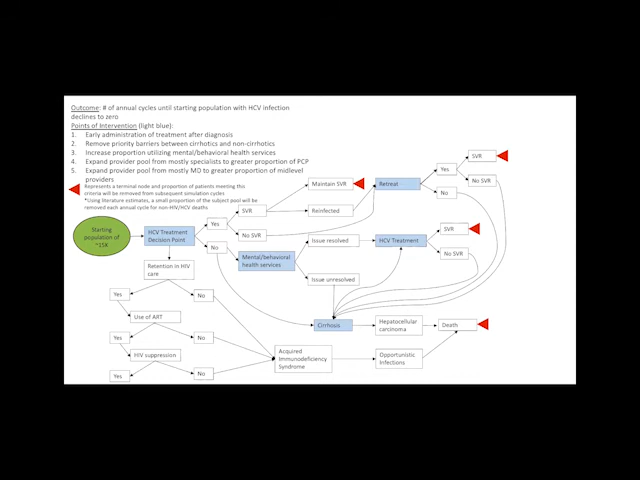 Outcome: # of annual cycles until starting population with HCV infection
declines to zero
Points of Intervention (light blue):
1. Early administration of treatment after diagnosis
2. Remove priority barriers between cirrhotics and non-cirrhotics
3. Increase proportion utilizing mental/behavioral health services
4. Expand provider pool from mostly specialists to greater proportion of PCP
5. Expand provider pool from mostly MD to greater proportion of midlevel
providers
Represents a terminal node and proportion of patients meeting this
criteria will be removed from subsequent simulation cycles
*Using literature estimates, a small proportion of the subject pool will be
removed each annual cycle for non-HIV/HCV deaths
SVR
Yes
No SVR
Maintain SVR
Retreat
No
SVR
Reinfected
Starting
population of
~15K
HCV Treatment
Decision Point
Yes
No SVR
SVR
Issue resolved
HCV Treatment
No
Mental/behavioral
health services
No SVR
Retention in HIV
care
Issue unresolved
Yes
No
Use of ART
Cirrhosis
Hepatocellular
carcinoma
Death
Yes
No
HIV suppression
Acquired
Immunodeficiency
Syndrome
Opportunistic
Infections
Yes
No